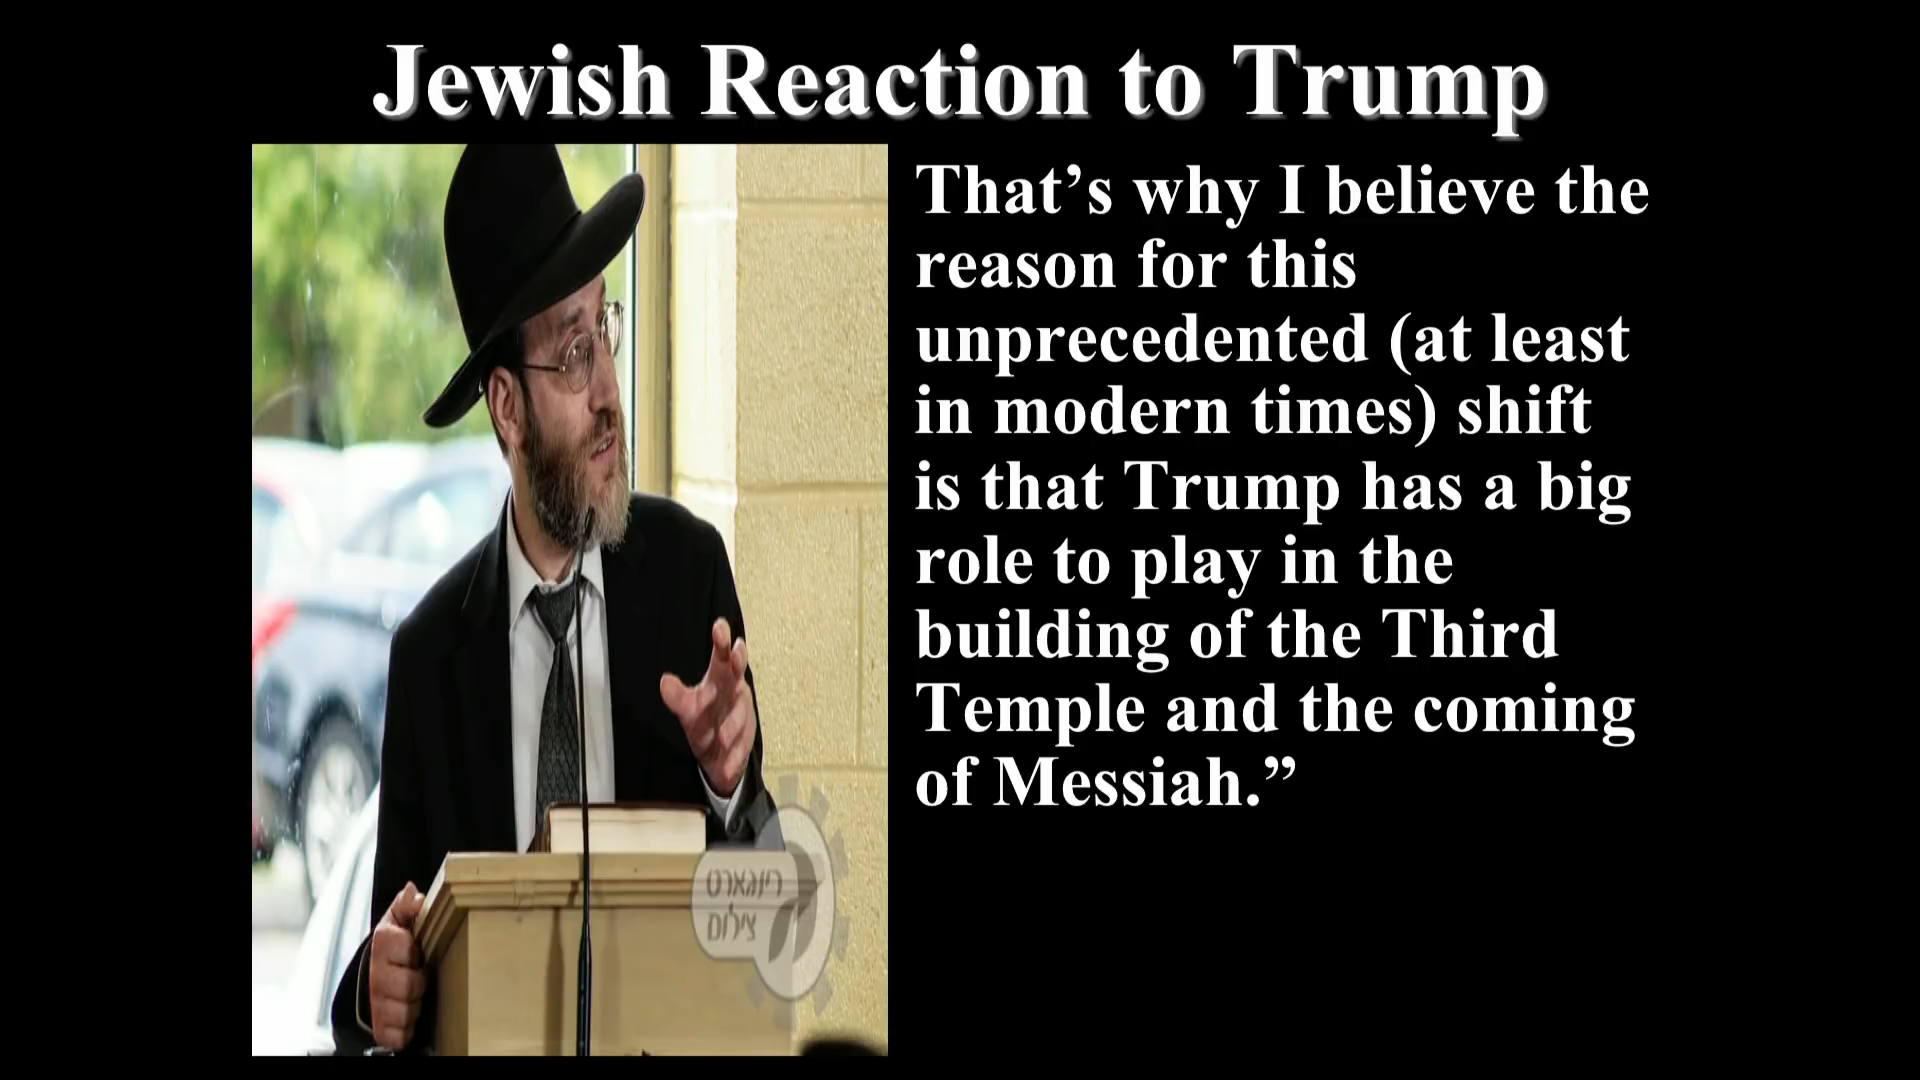 Jewish Reaction to Trump
That’s why I believe the
reason for this
unprecedented (at least
in modern times) shift
is that Trump has a big
role to play in the
building of the Third
Temple and the coming
of Messiah.”
ריינגארט
צילום